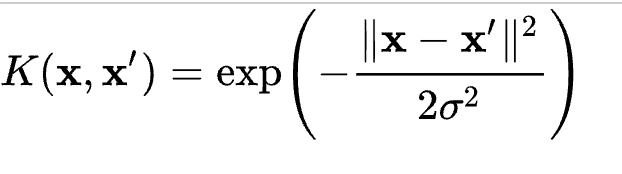 K(𝐱, 𝐱′) = exp(−‖𝐱 − 𝐱′‖² / 2σ²)